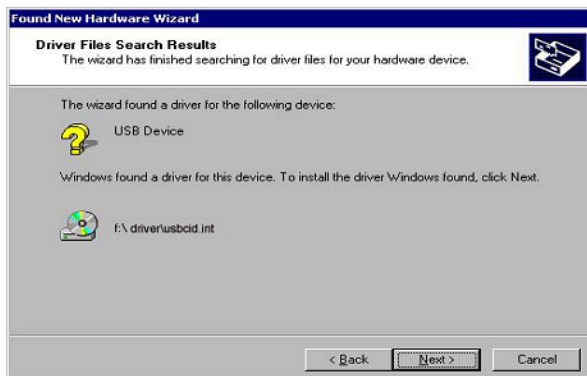 Found New Hardware Wizard
Driver Files Search Results
The wizard has finished searching for driver files for your hardware device.
The wizard found a driver for the following device:
USB Device
Windows found a driver for this device. To install the driver Windows found, click Next.
f:\ driver\usbcid.int
< Back Next > Cancel